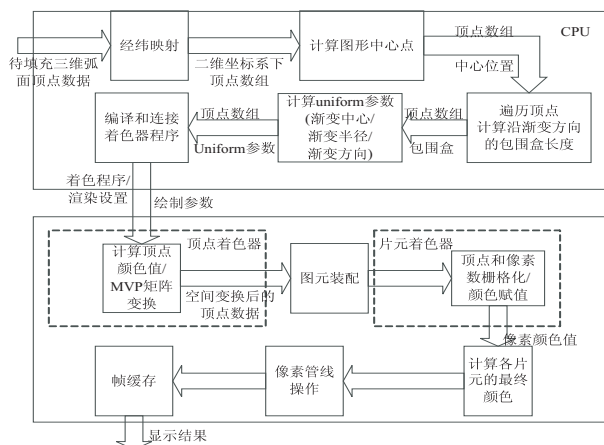 CPU
待填充三维弧
面顶点数据
经纬映射
二维坐标系下
顶点数组
计算图形中心点
顶点数组
中心位置
遍历顶点
计算沿渐变方向
的包围盒长度
顶点数组
包围盒
计算uniform参数
(渐变中心/
渐变半径/
渐变方向)
顶点数组
Uniform参数
编译和连接
着色器程序
着色程序/
渲染设置
绘制参数
顶点着色器
计算顶点
颜色值/
MVP矩阵
变换
空间变换后的
顶点数据
图元装配
片元着色器
顶点和像素
数栅格化/
颜色赋值
像素颜色值
计算各片
元的最终
颜色
像素管线
操作
帧缓存
显示结果